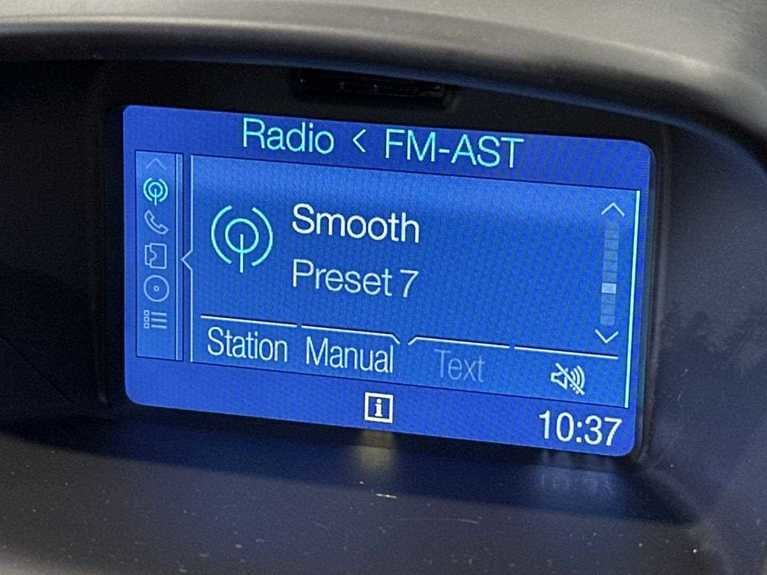 Radio < FM-AST
Smooth
Preset 7
Station Manual Text
i
10:37